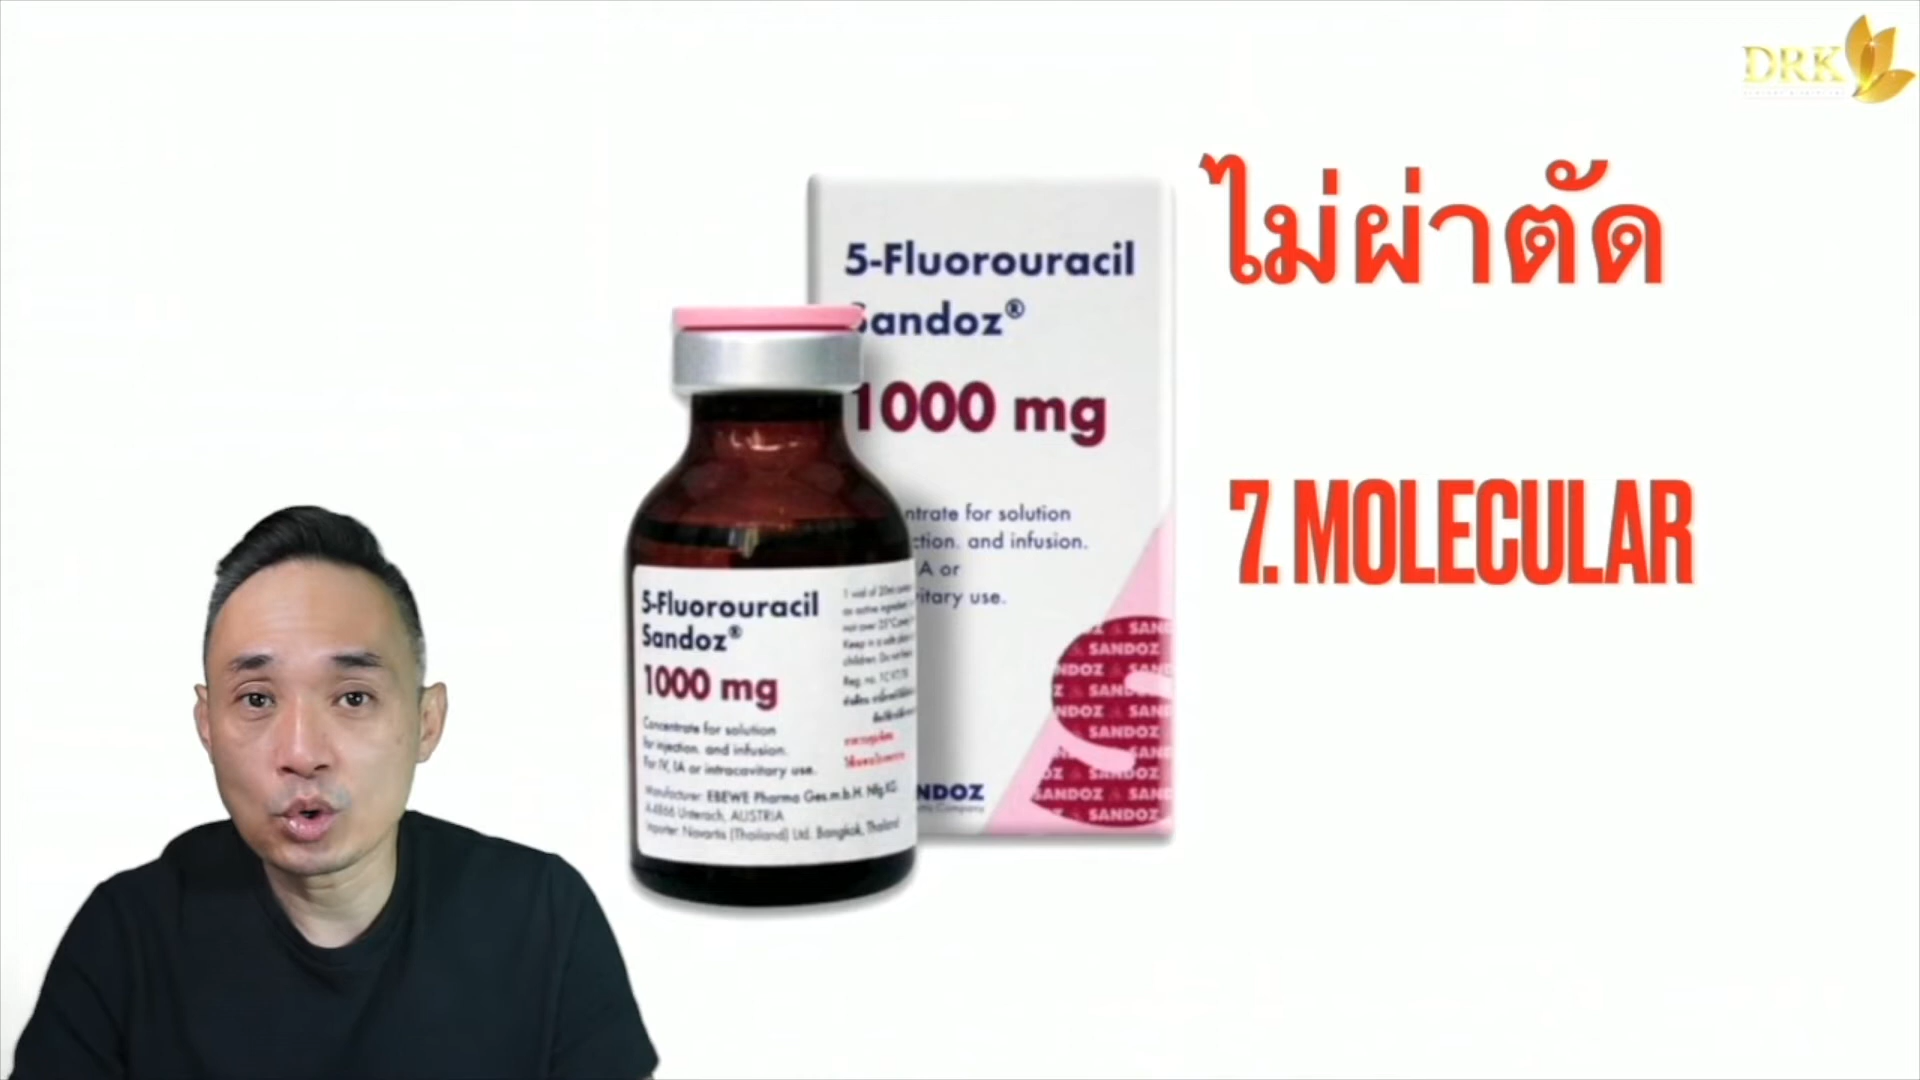 DRK
ไม่ผ่าตัด
7. MOLECULAR
5-Fluorouracil
Sandoz®
1000 mg
ntrate for solution
ction. and infusion.
A or
itary use.
NDOZ
5-Fluorouracil
Sandoz®
1000 mg
Concentrate for solution
for injection. and infusion.
For IV, IA or intracavitary use.
Manufacturer: EBEWE Pharma Ges.m.b.H. Nfg.KG.
A-4866 Unterach, AUSTRIA
Importer: Novartis (Thailand) Ltd. Bangkok, Thailand